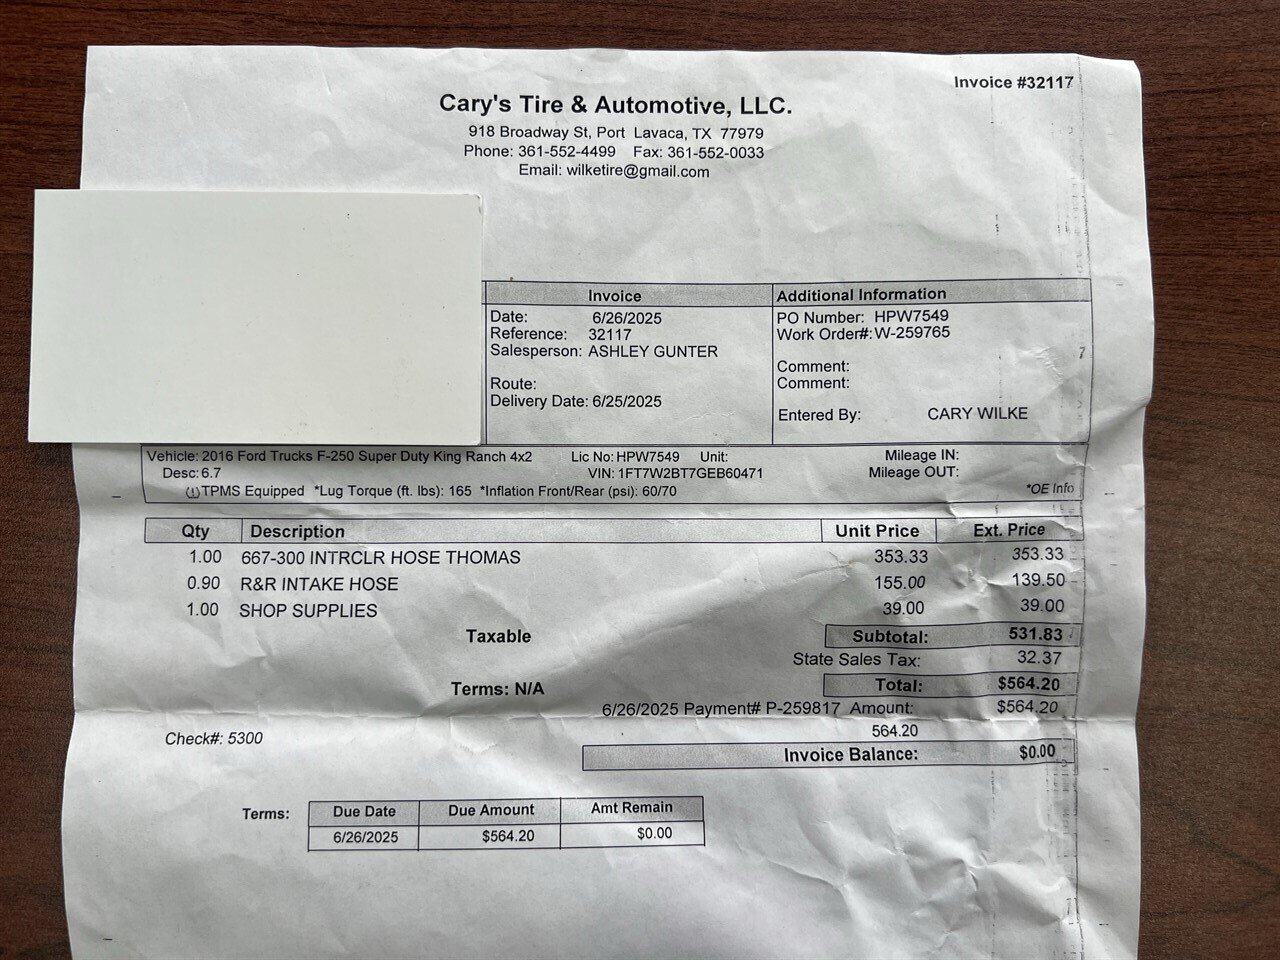 Invoice #32117
Cary's Tire & Automotive, LLC.
918 Broadway St, Port Lavaca, TX 77979
Phone: 361-552-4499 Fax: 361-552-0033
Email: wilketire@gmail.com
Invoice
Date: 6/26/2025
Reference: 32117
Salesperson: ASHLEY GUNTER
Route:
Delivery Date: 6/25/2025
Additional Information
PO Number: HPW7549
Work Order#: W-259765
Comment:
Comment:
Entered By: CARY WILKE
7
Vehicle: 2016 Ford Trucks F-250 Super Duty King Ranch 4x2 Lic No: HPW7549 Unit: Mileage IN:
Desc: 6.7 VIN: 1FT7W2BT7GEB60471 Mileage OUT:
(!)TPMS Equipped *Lug Torque (ft. lbs): 165 *Inflation Front/Rear (psi): 60/70 *OE Info
Qty Description Unit Price Ext. Price
1.00 667-300 INTRCLR HOSE THOMAS 353.33 353.33
0.90 R&R INTAKE HOSE 155.00 139.50
1.00 SHOP SUPPLIES 39.00 39.00
Taxable Subtotal: 531.83
State Sales Tax: 32.37
Terms: N/A Total: $564.20
6/26/2025 Payment# P-259817 Amount: $564.20
564.20
Check#: 5300
Invoice Balance: $0.00
Terms: Due Date Due Amount Amt Remain
6/26/2025 $564.20 $0.00